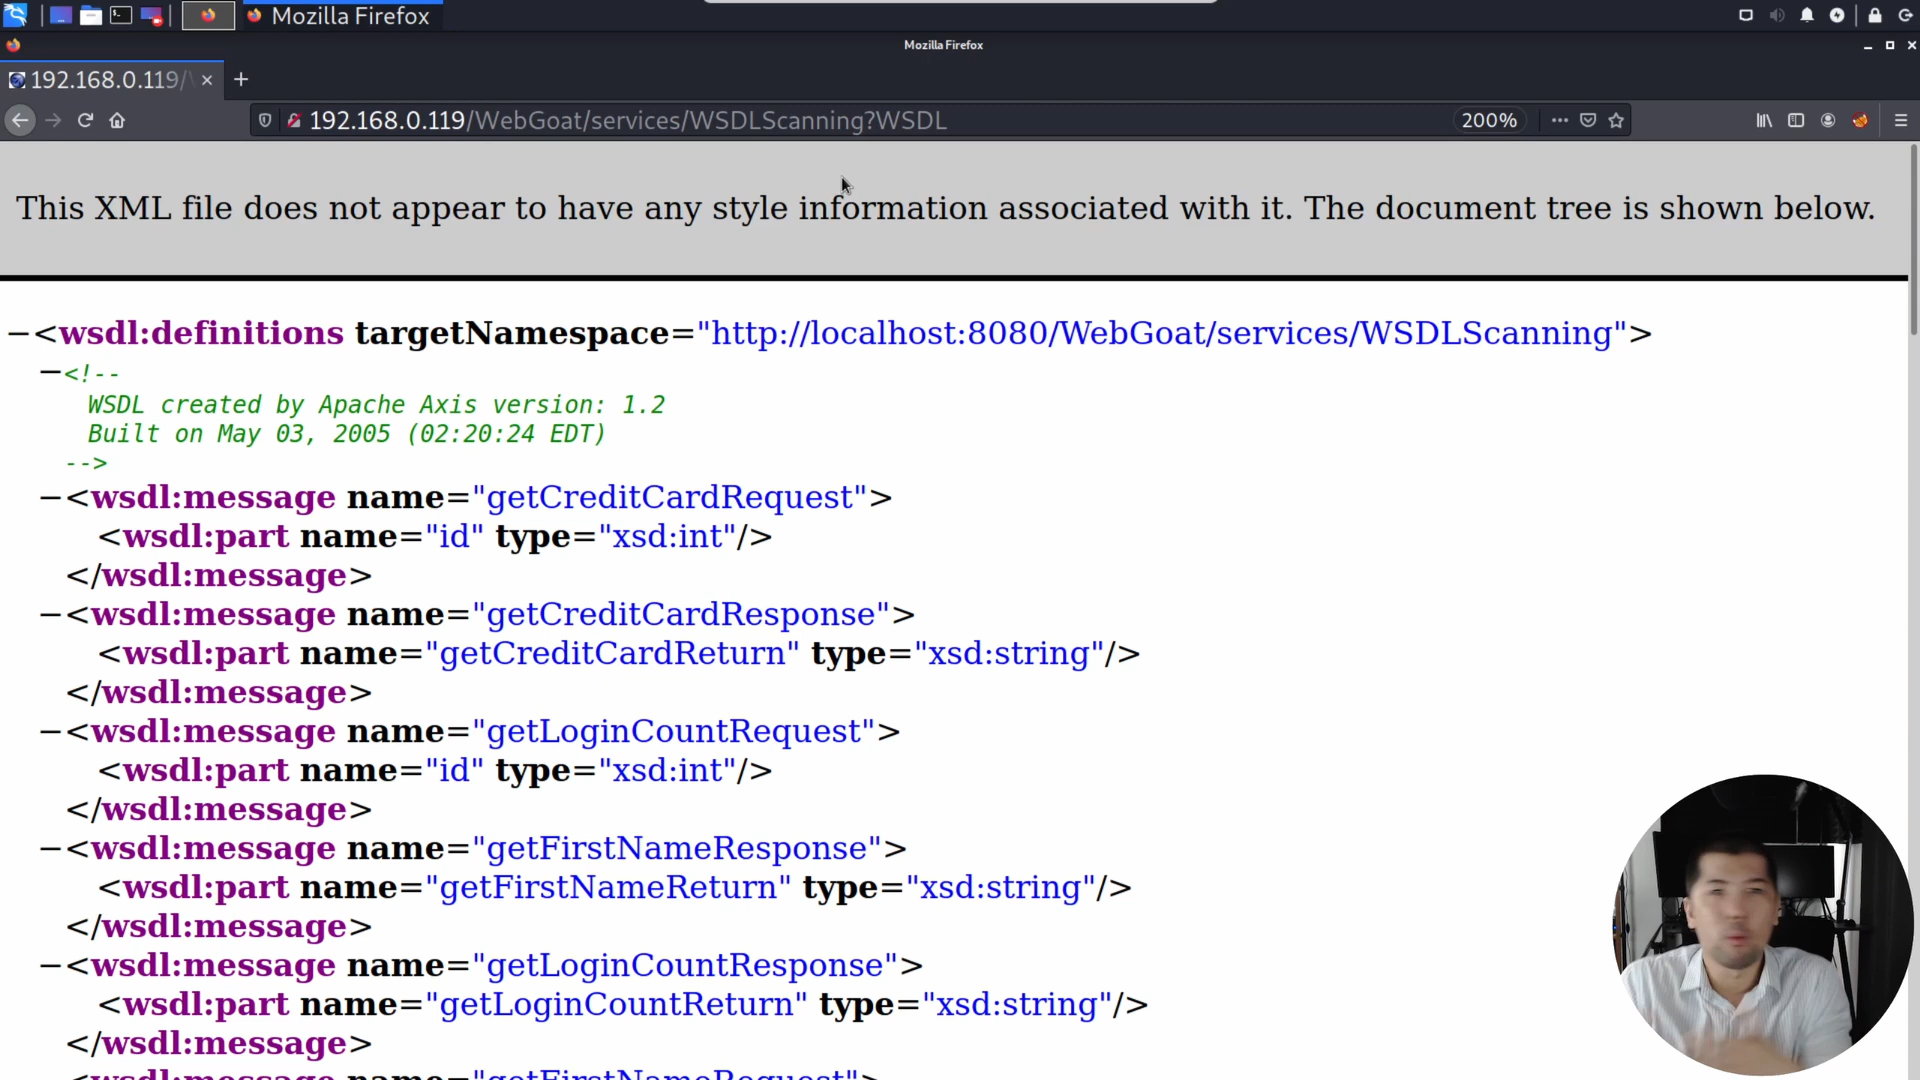 Mozilla Firefox
Mozilla Firefox
192.168.0.119/
192.168.0.119/WebGoat/services/WSDLScanning?WSDL
200%
This XML file does not appear to have any style information associated with it. The document tree is shown below.
−<wsdl:definitions targetNamespace="http://localhost:8080/WebGoat/services/WSDLScanning">
−<!--
WSDL created by Apache Axis version: 1.2
Built on May 03, 2005 (02:20:24 EDT)
-->
−<wsdl:message name="getCreditCardRequest">
<wsdl:part name="id" type="xsd:int"/>
</wsdl:message>
−<wsdl:message name="getCreditCardResponse">
<wsdl:part name="getCreditCardReturn" type="xsd:string"/>
</wsdl:message>
−<wsdl:message name="getLoginCountRequest">
<wsdl:part name="id" type="xsd:int"/>
</wsdl:message>
−<wsdl:message name="getFirstNameResponse">
<wsdl:part name="getFirstNameReturn" type="xsd:string"/>
</wsdl:message>
−<wsdl:message name="getLoginCountResponse">
<wsdl:part name="getLoginCountReturn" type="xsd:string"/>
</wsdl:message>
<wsdl:message name="getFirstNameRequest">